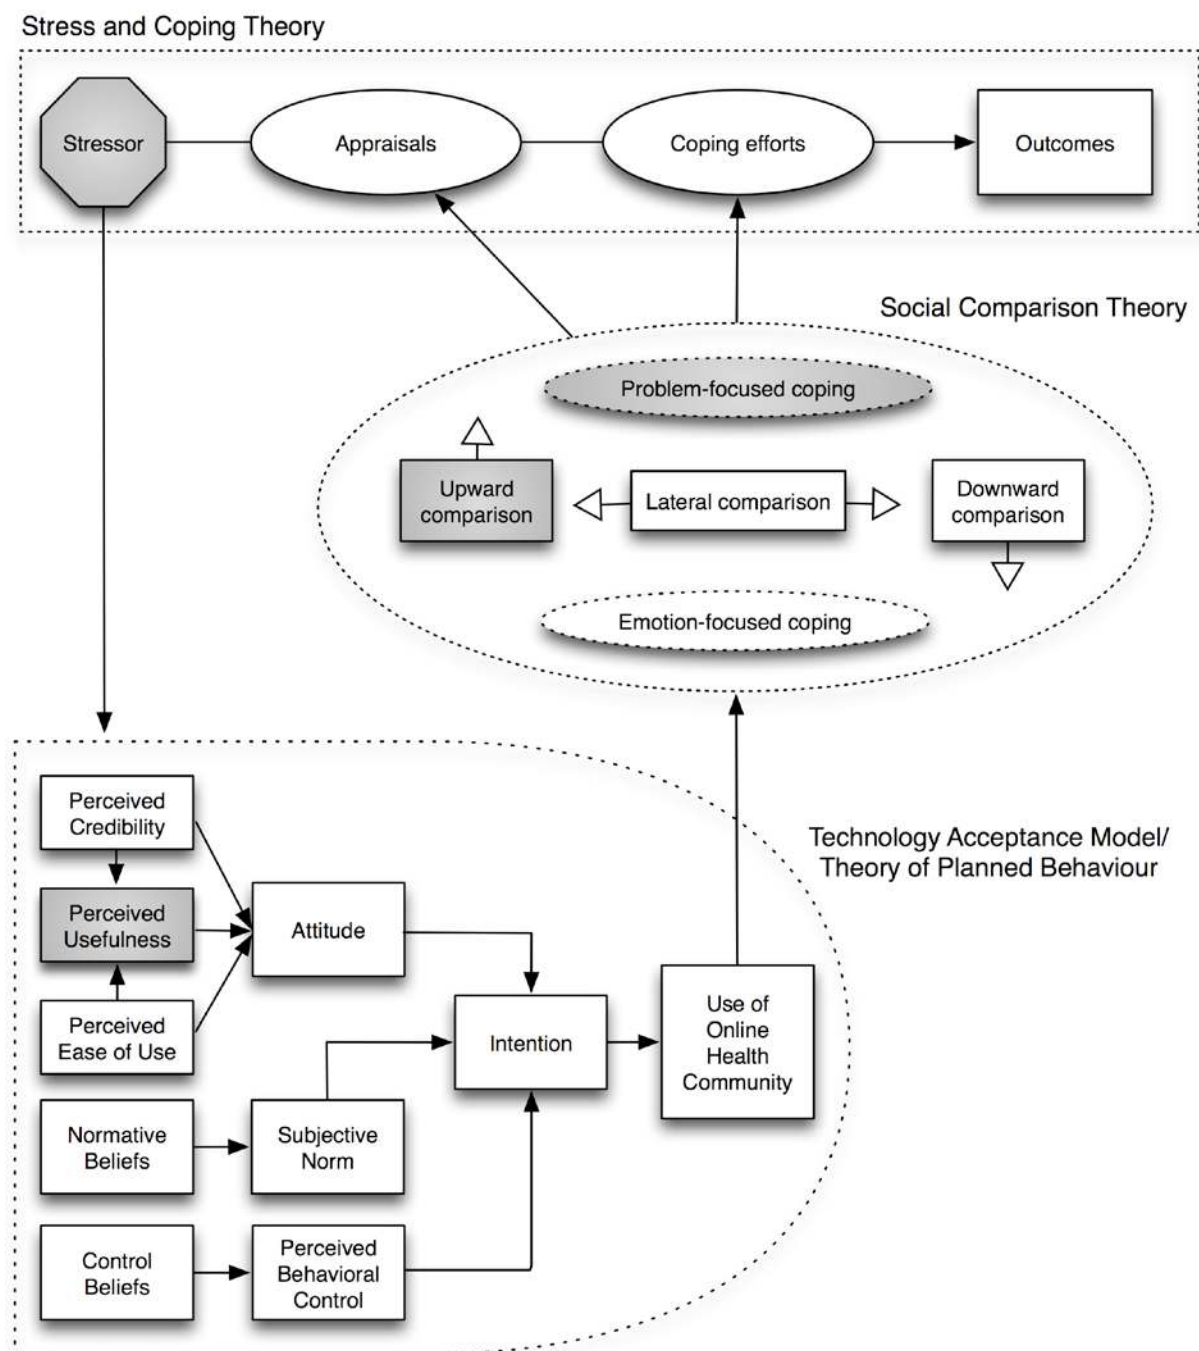 Stress and Coping Theory
Stressor
Appraisals
Coping efforts
Outcomes
Social Comparison Theory
Problem-focused coping
Upward
comparison
Lateral comparison
Downward
comparison
Emotion-focused coping
Technology Acceptance Model/
Theory of Planned Behaviour
Perceived
Credibility
Perceived
Usefulness
Perceived
Ease of Use
Attitude
Intention
Use of
Online
Health
Community
Normative
Beliefs
Subjective
Norm
Control
Beliefs
Perceived
Behavioral
Control